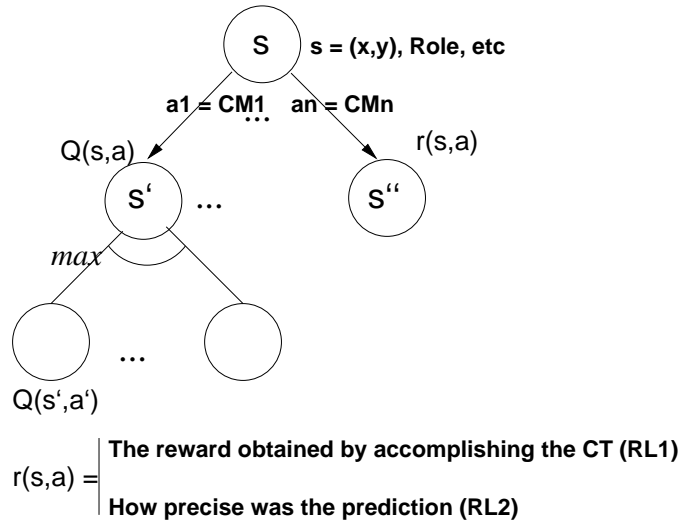 s
s = (x,y), Role, etc
a1 = CM1 ... an = CMn
Q(s,a)
r(s,a)
s‘ ... s‘‘
max
...
Q(s‘,a‘)
The reward obtained by accomplishing the CT (RL1)
r(s,a) =
How precise was the prediction (RL2)